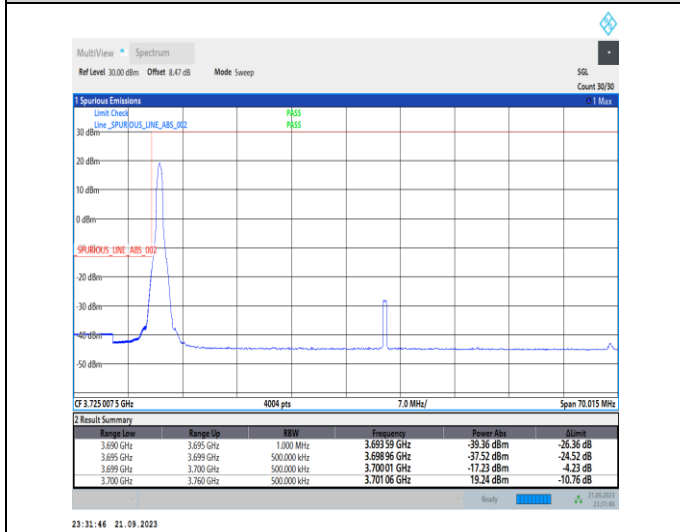 MultiView Spectrum
Ref Level 30.00 dBm Offset 8.47 dB Mode Sweep SGL
Count 30/30
1 Spurious Emissions 1 Max
Limit Check PASS
Line _SPURIOUS_LINE_ABS_002 PASS
30 dBm
20 dBm
10 dBm
0 dBm
_SPURIOUS_LINE_ABS_002
-20 dBm
-30 dBm
-40 dBm
-50 dBm
CF 3.725 007 5 GHz 4004 pts 7.0 MHz/ Span 70.015 MHz
2 Result Summary
Range Low Range Up RBW Frequency Power Abs ΔLimit
3.690 GHz 3.695 GHz 1.000 MHz 3.693 59 GHz -39.36 dBm -26.36 dB
3.695 GHz 3.699 GHz 500.000 kHz 3.698 96 GHz -37.52 dBm -24.52 dB
3.699 GHz 3.700 GHz 500.000 kHz 3.700 01 GHz -17.23 dBm -4.23 dB
3.700 GHz 3.760 GHz 500.000 kHz 3.701 06 GHz 19.24 dBm -10.76 dB
Ready 21.09.2023
23:31:46
23:31:46 21.09.2023